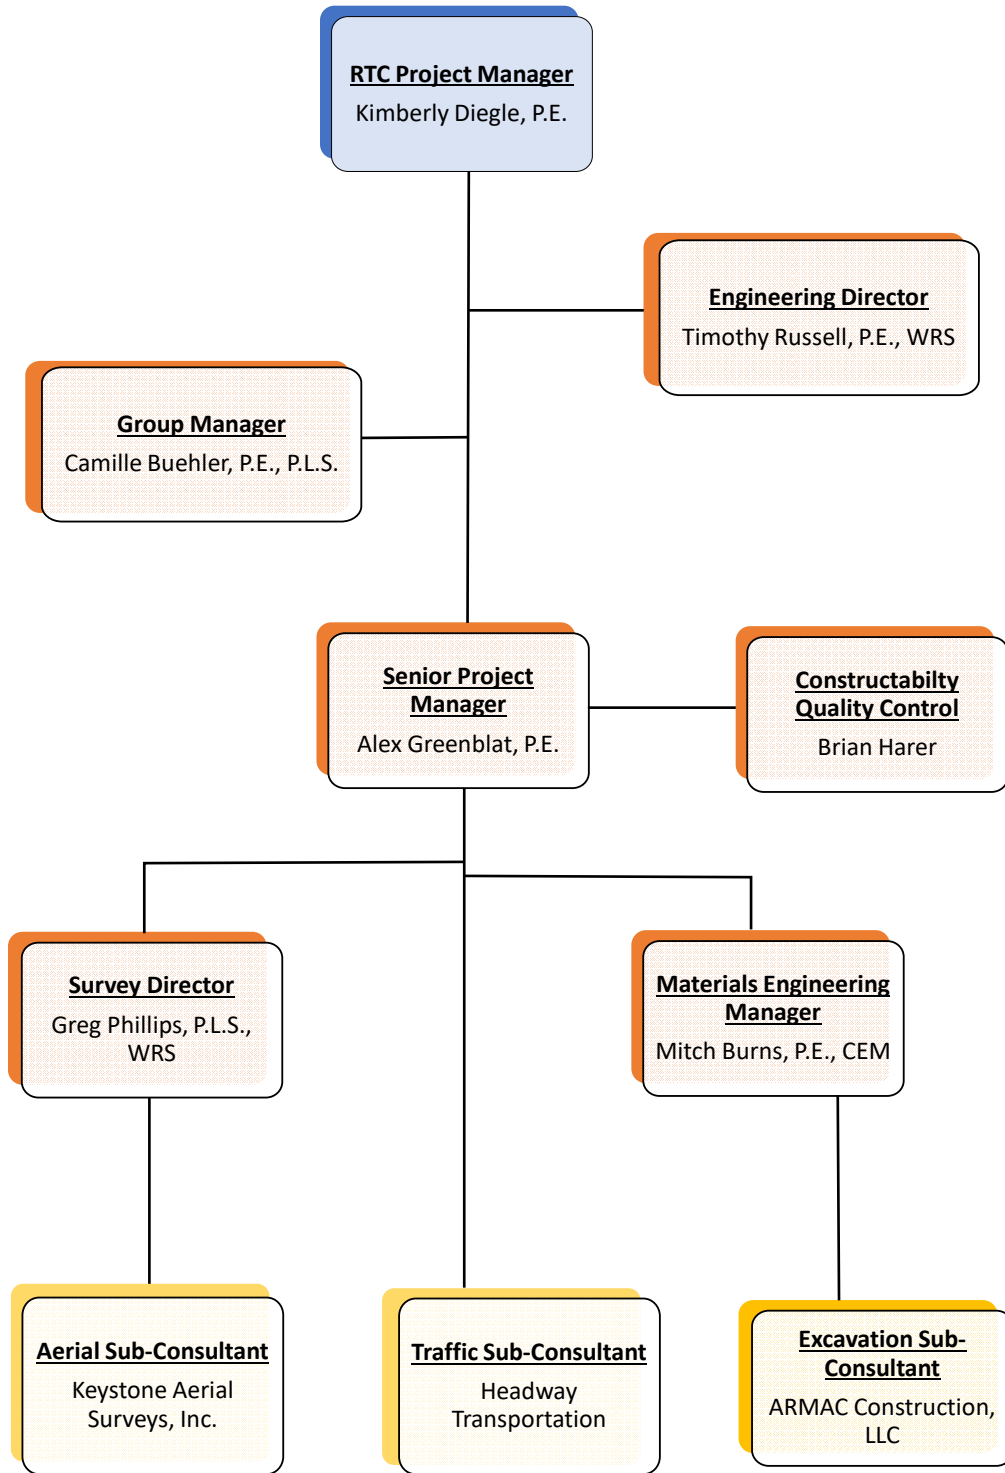 RTC Project Manager
Kimberly Diegle, P.E.
Engineering Director
Timothy Russell, P.E., WRS
Group Manager
Camille Buehler, P.E., P.L.S.
Senior Project
Manager
Alex Greenblat, P.E.
Constructabilty
Quality Control
Brian Harer
Survey Director
Greg Phillips, P.L.S.,
WRS
Materials Engineering
Manager
Mitch Burns, P.E., CEM
Aerial Sub-Consultant
Keystone Aerial
Surveys, Inc.
Traffic Sub-Consultant
Headway
Transportation
Excavation Sub-
Consultant
ARMAC Construction,
LLC